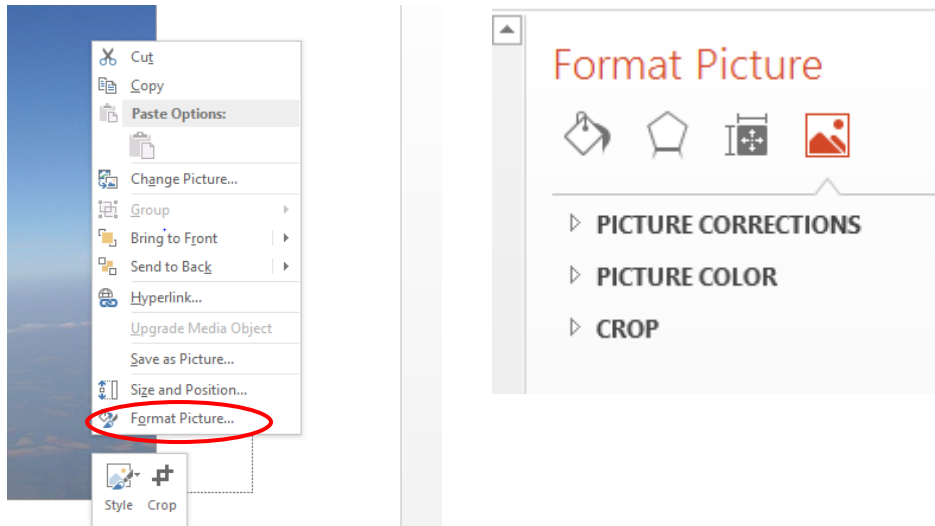 Cut
Copy
Paste Options:
Change Picture...
Group
Bring to Front
Send to Back
Hyperlink...
Upgrade Media Object
Save as Picture...
Size and Position...
Format Picture...
Style Crop
Format Picture
PICTURE CORRECTIONS
PICTURE COLOR
CROP